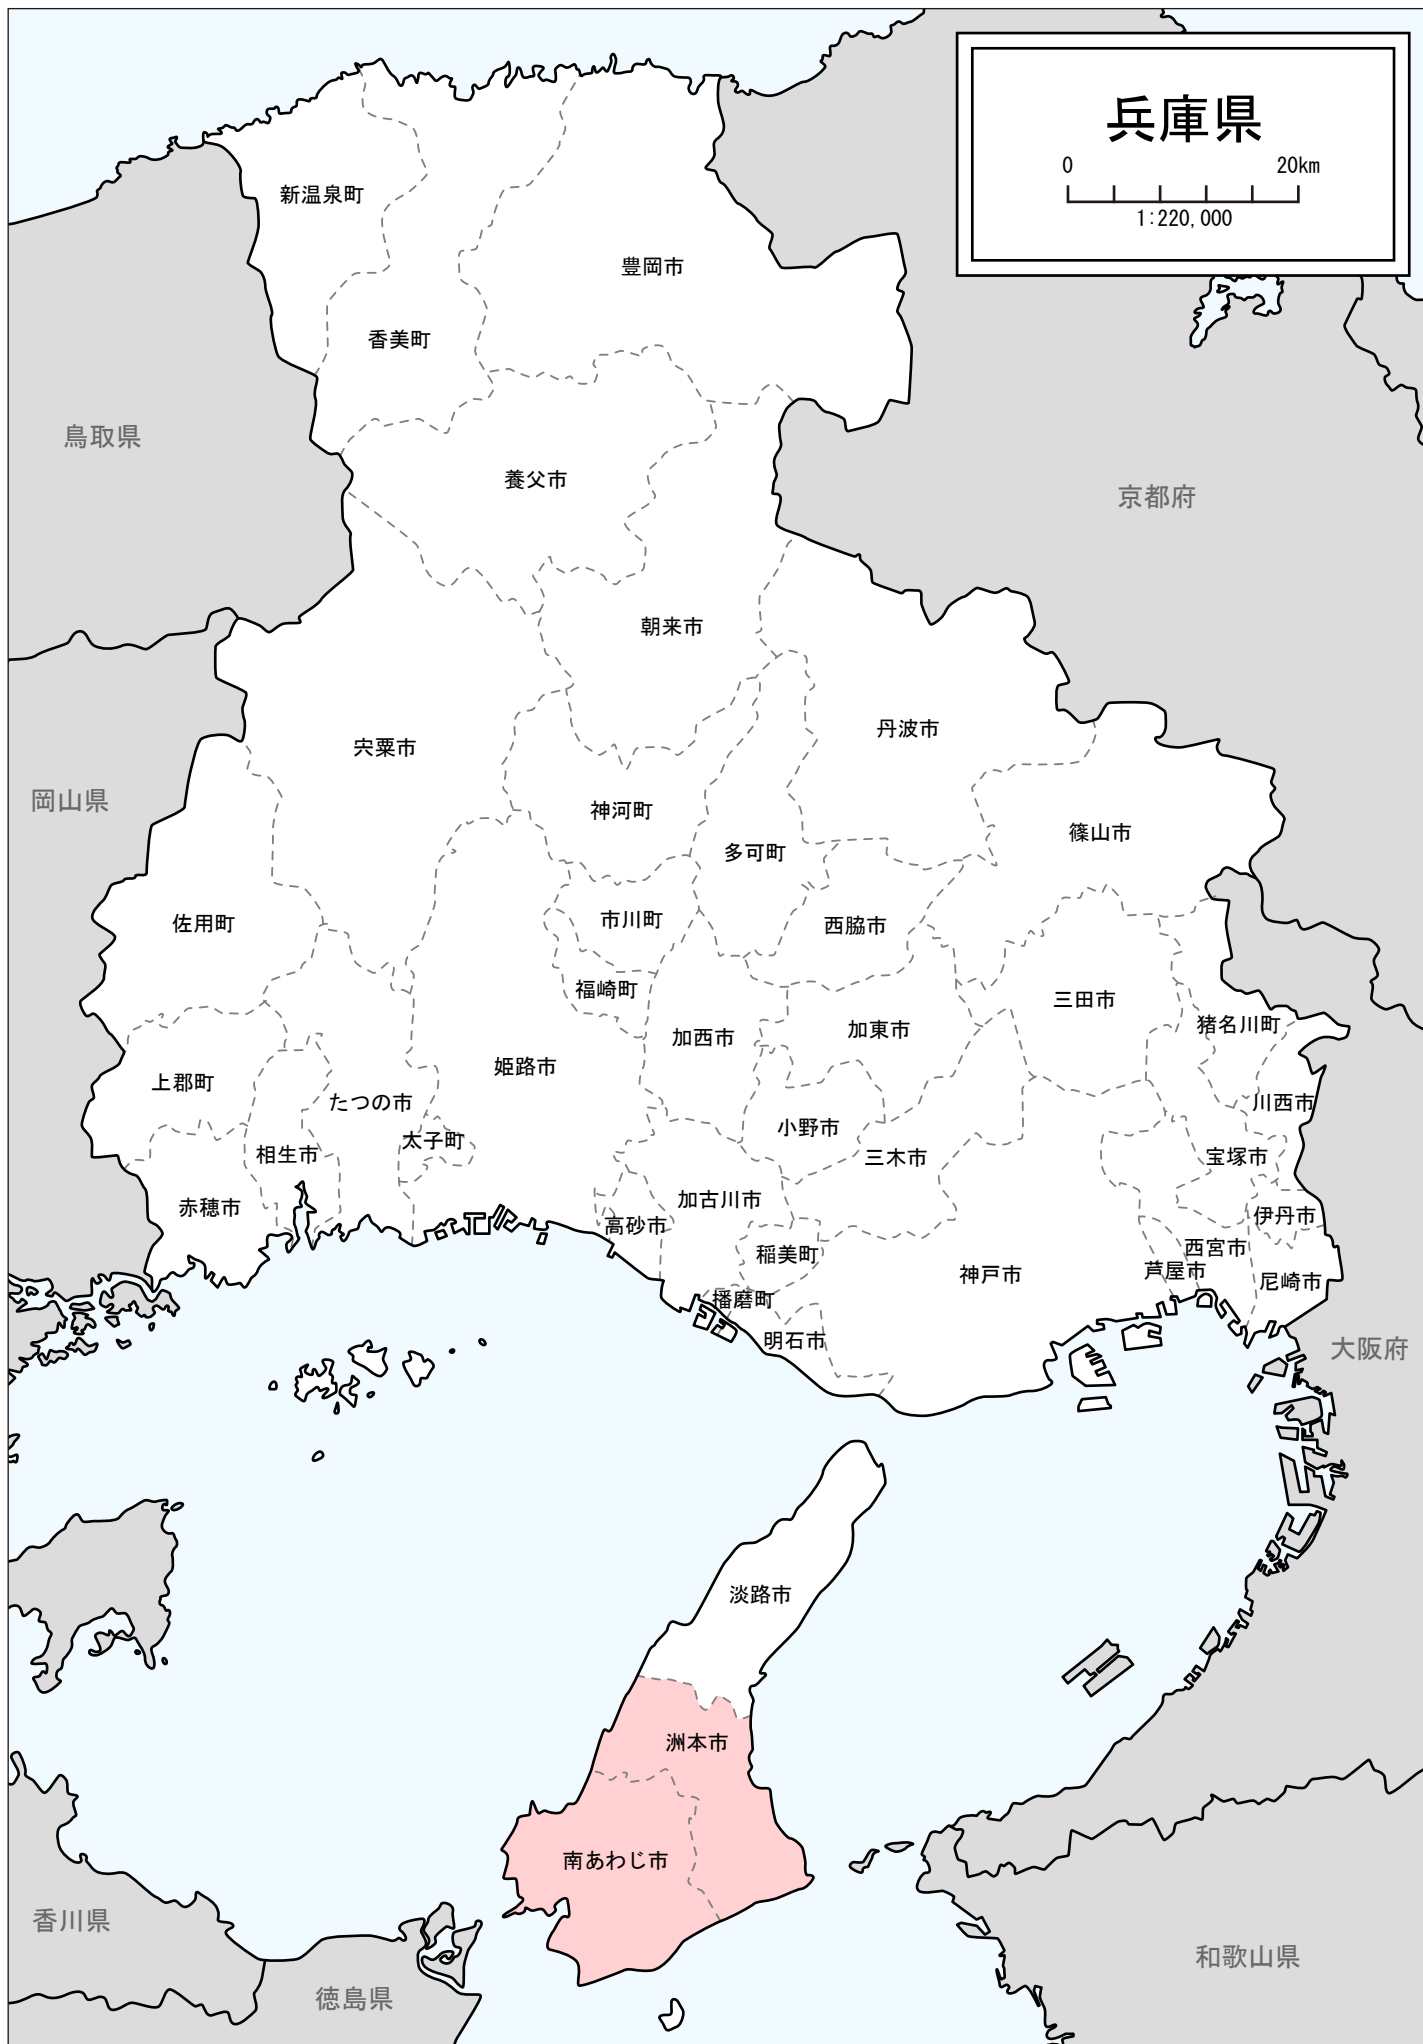 兵庫県
0 20km
1:220,000
新温泉町
豊岡市
香美町
鳥取県
養父市
京都府
朝来市
丹波市
宍粟市
岡山県
神河町
篠山市
多可町
佐用町
市川町
西脇市
福崎町
三田市
猪名川町
加西市
加東市
姫路市
上郡町
たつの市
川西市
小野市
太子町
相生市
三木市
宝塚市
赤穂市
加古川市
高砂市
伊丹市
稲美町
西宮市
神戸市
芦屋市
尼崎市
播磨町
明石市
大阪府
淡路市
洲本市
南あわじ市
香川県
和歌山県
徳島県